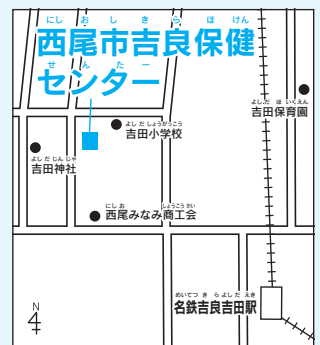 にし お し き ら ほ けん
西尾市吉良保健
せ ん た ー
センター
よし だ しょうがっこう
吉田小学校
よし だ ほ いくえん
吉田保育園
よし だ じん じゃ
吉田神社
にし お しょうこう かい
西尾みなみ商工会
めいてつ き ら よし だ えき
名鉄吉良吉田駅
N